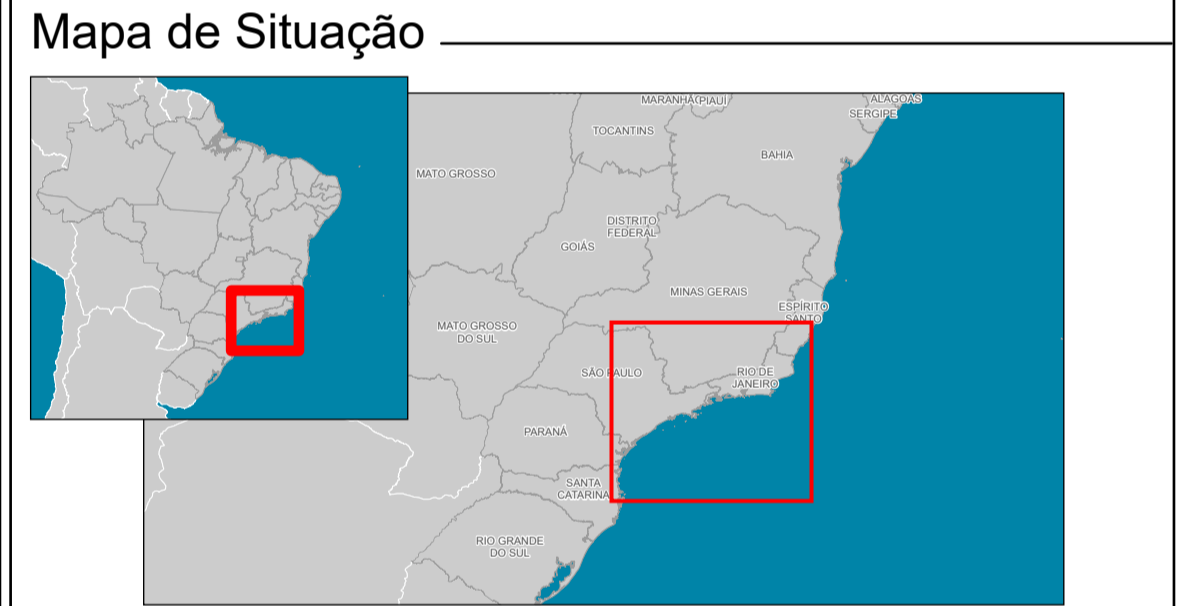 Mapa de Situação
MARANHÃO
PIAUÍ
ALAGOAS
SERGIPE
TOCANTINS
BAHIA
MATO GROSSO
DISTRITO
FEDERAL
GOIÁS
MINAS GERAIS
ESPÍRITO
SANTO
MATO GROSSO
DO SUL
SÃO PAULO
RIO DE
JANEIRO
PARANÁ
SANTA
CATARINA
RIO GRANDE
DO SUL